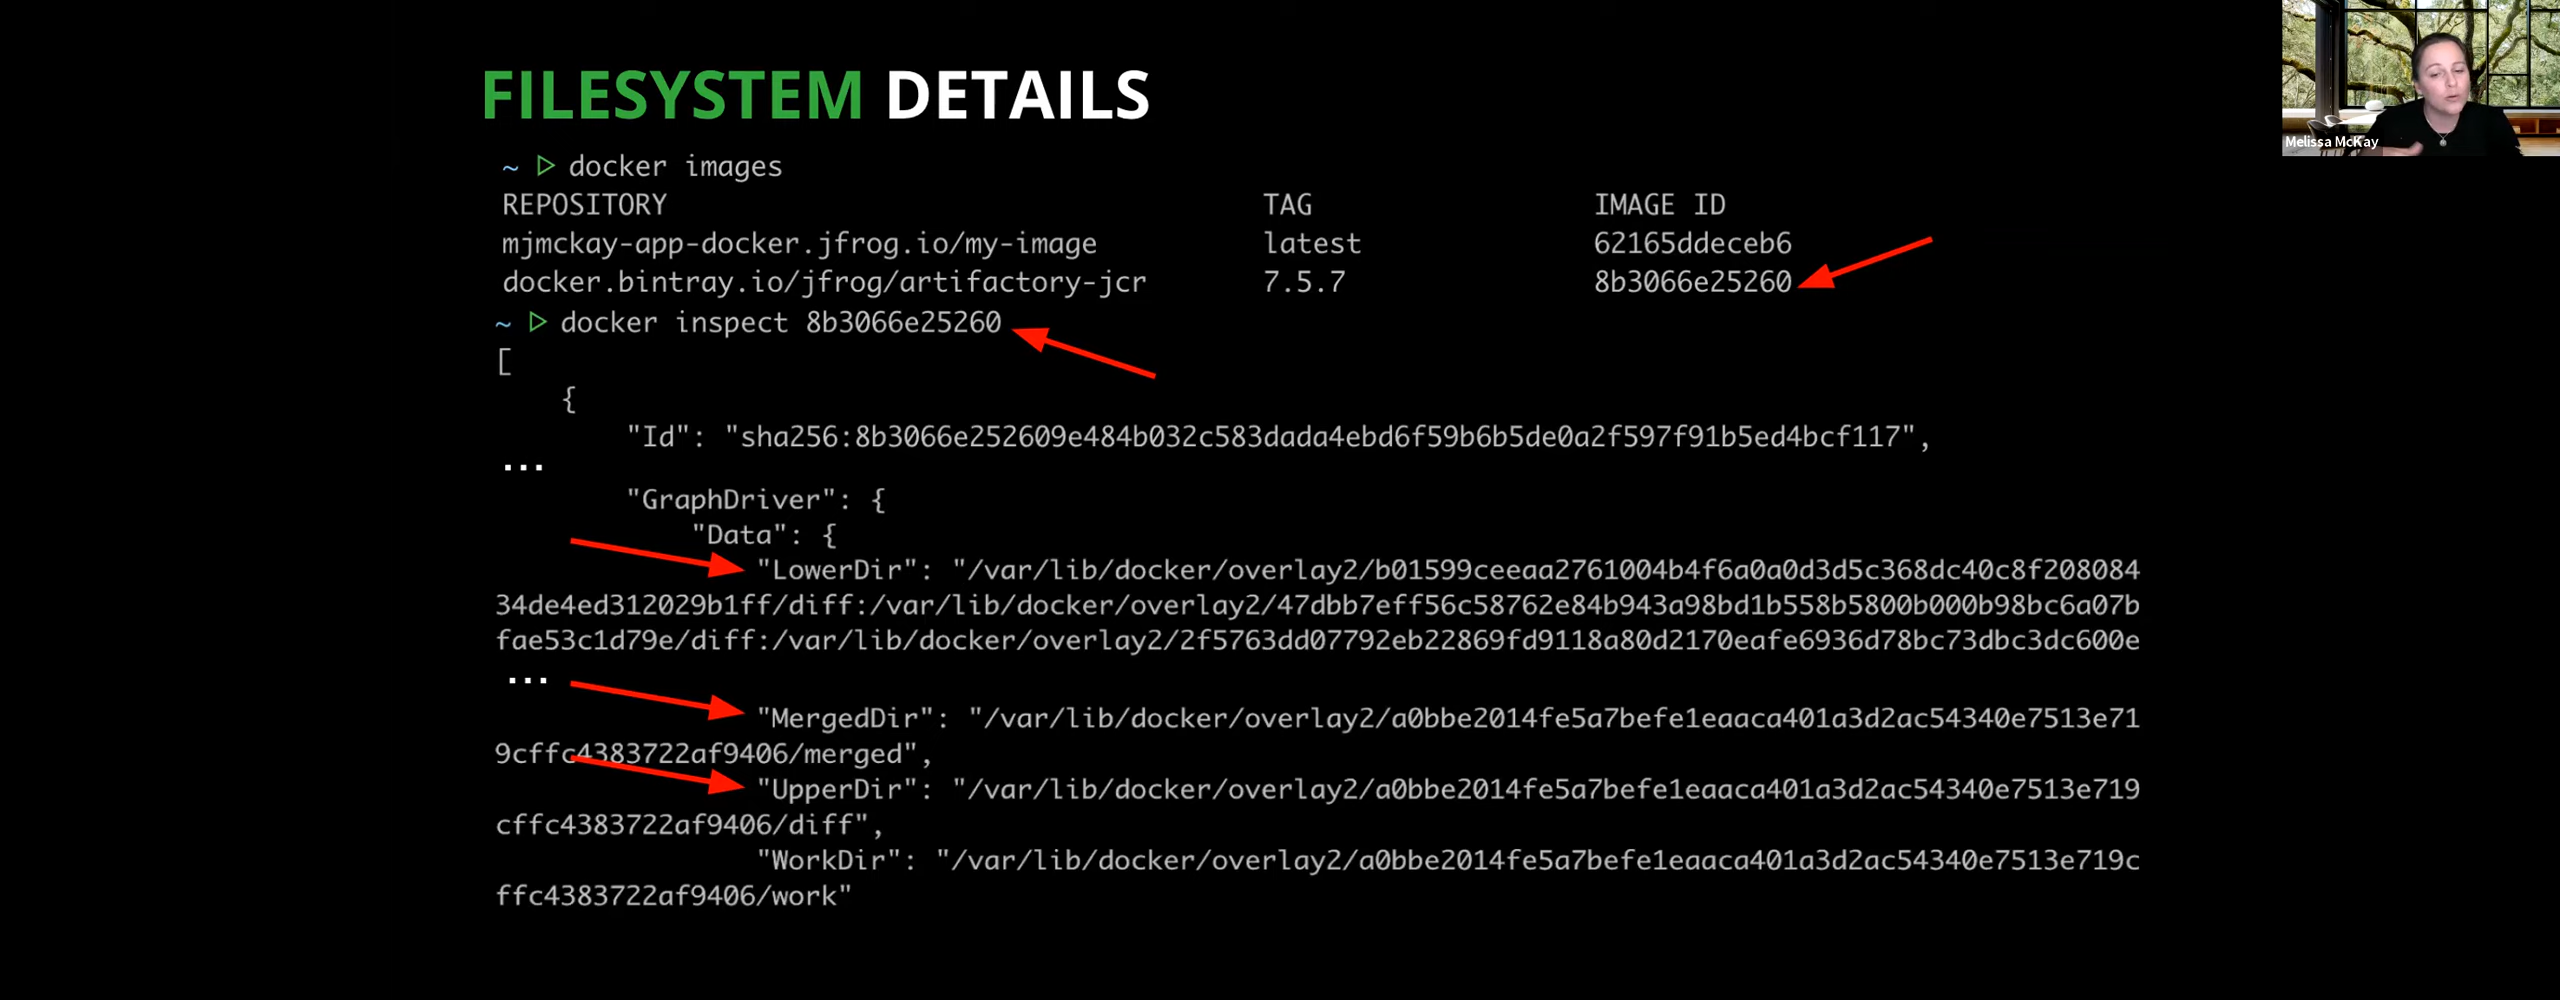 FILESYSTEM DETAILS
Melissa McKay
~ ▷ docker images
REPOSITORY TAG IMAGE ID
mjmckay-app-docker.jfrog.io/my-image latest 62165ddeceb6
docker.bintray.io/jfrog/artifactory-jcr 7.5.7 8b3066e25260
~ ▷ docker inspect 8b3066e25260
[
{
"Id": "sha256:8b3066e252609e484b032c583dada4ebd6f59b6b5de0a2f597f91b5ed4bcf117",
...
"GraphDriver": {
"Data": {
"LowerDir": "/var/lib/docker/overlay2/b01599ceeaa2761004b4f6a0a0d3d5c368dc40c8f208084
34de4ed312029b1ff/diff:/var/lib/docker/overlay2/47dbb7eff56c58762e84b943a98bd1b558b5800b000b98bc6a07b
fae53c1d79e/diff:/var/lib/docker/overlay2/2f5763dd07792eb22869fd9118a80d2170eafe6936d78bc73dbc3dc600e
...
"MergedDir": "/var/lib/docker/overlay2/a0bbe2014fe5a7befe1eaaca401a3d2ac54340e7513e71
9cffc4383722af9406/merged",
"UpperDir": "/var/lib/docker/overlay2/a0bbe2014fe5a7befe1eaaca401a3d2ac54340e7513e719
cffc4383722af9406/diff",
"WorkDir": "/var/lib/docker/overlay2/a0bbe2014fe5a7befe1eaaca401a3d2ac54340e7513e719c
ffc4383722af9406/work"